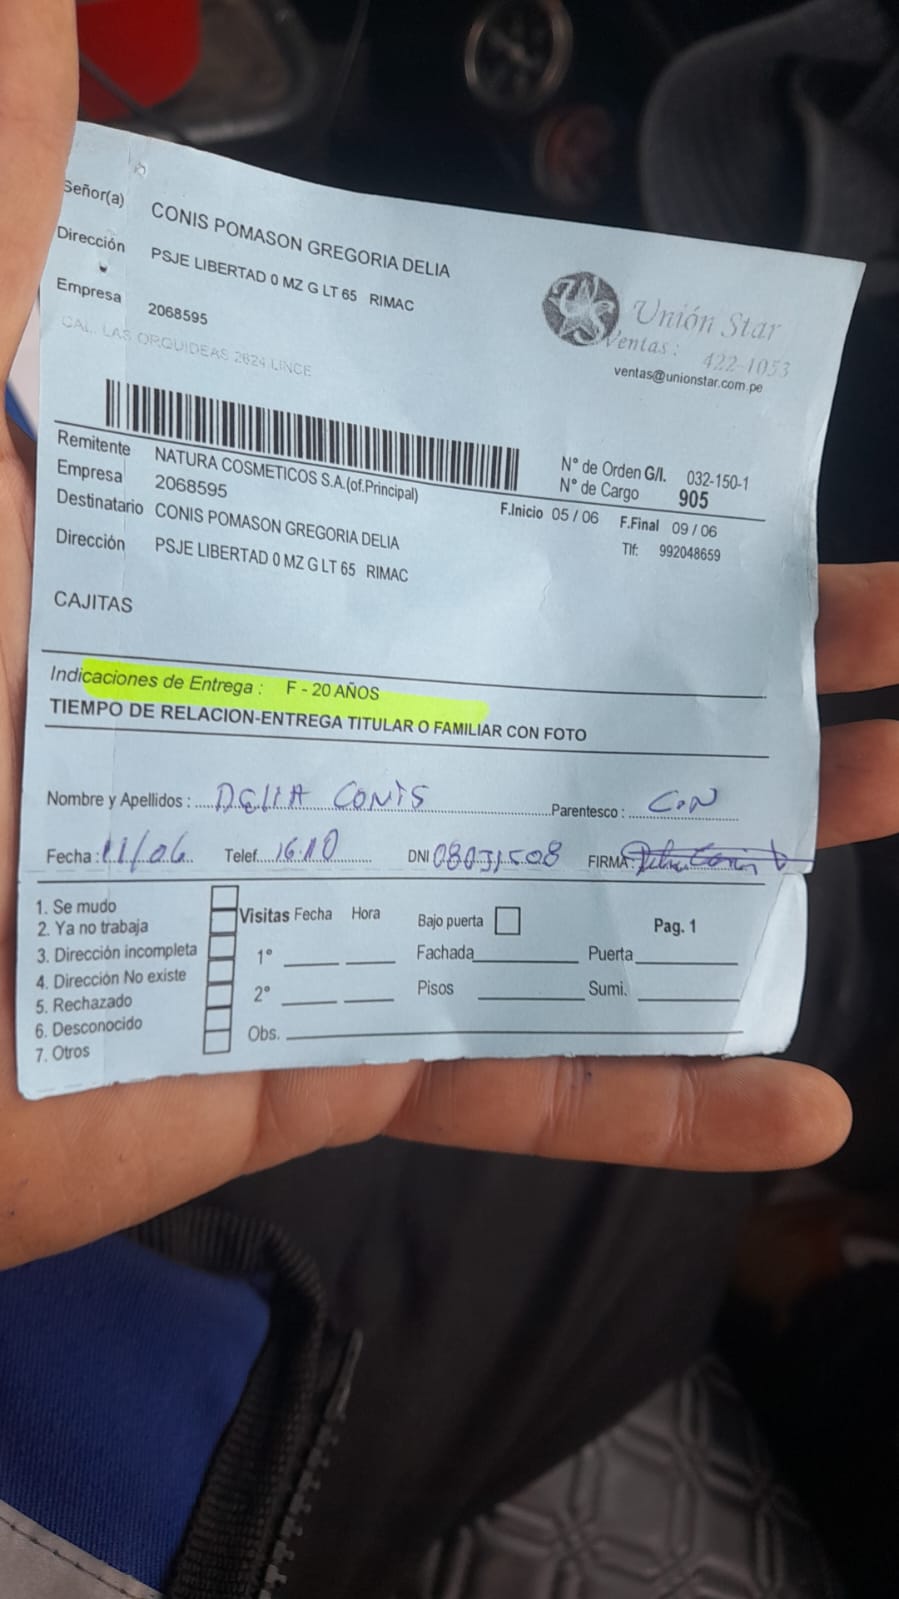 Señor(a) CONIS POMASON GREGORIA DELIA
Dirección PSJE LIBERTAD 0 MZ G LT 65 RIMAC
Empresa 2068595
CAL. LAS ORQUIDEAS 2624 LINCE
Unión Star
Ventas: 422-1053
ventas@unionstar.com.pe
Remitente NATURA COSMETICOS S.A.(of.Principal)
Empresa 2068595
Destinatario CONIS POMASON GREGORIA DELIA
Dirección PSJE LIBERTAD 0 MZ G LT 65 RIMAC
N° de Orden G/I. 032-150-1
N° de Cargo 905
F.Inicio 05 / 06 F.Final 09 / 06
Tlf: 992048659
CAJITAS
Indicaciones de Entrega : F - 20 AÑOS
TIEMPO DE RELACION-ENTREGA TITULAR O FAMILIAR CON FOTO
Nombre y Apellidos : DELIA CONIS Parentesco :
Fecha : 11/06 Telef. 16:10 DNI FIRMA:
1. Se mudo
2. Ya no trabaja
3. Dirección incompleta
4. Dirección No existe
5. Rechazado
6. Desconocido
7. Otros
Visitas Fecha Hora
1°
2°
Obs.
Bajo puerta
Fachada Puerta
Pisos Sumi.
Pag. 1